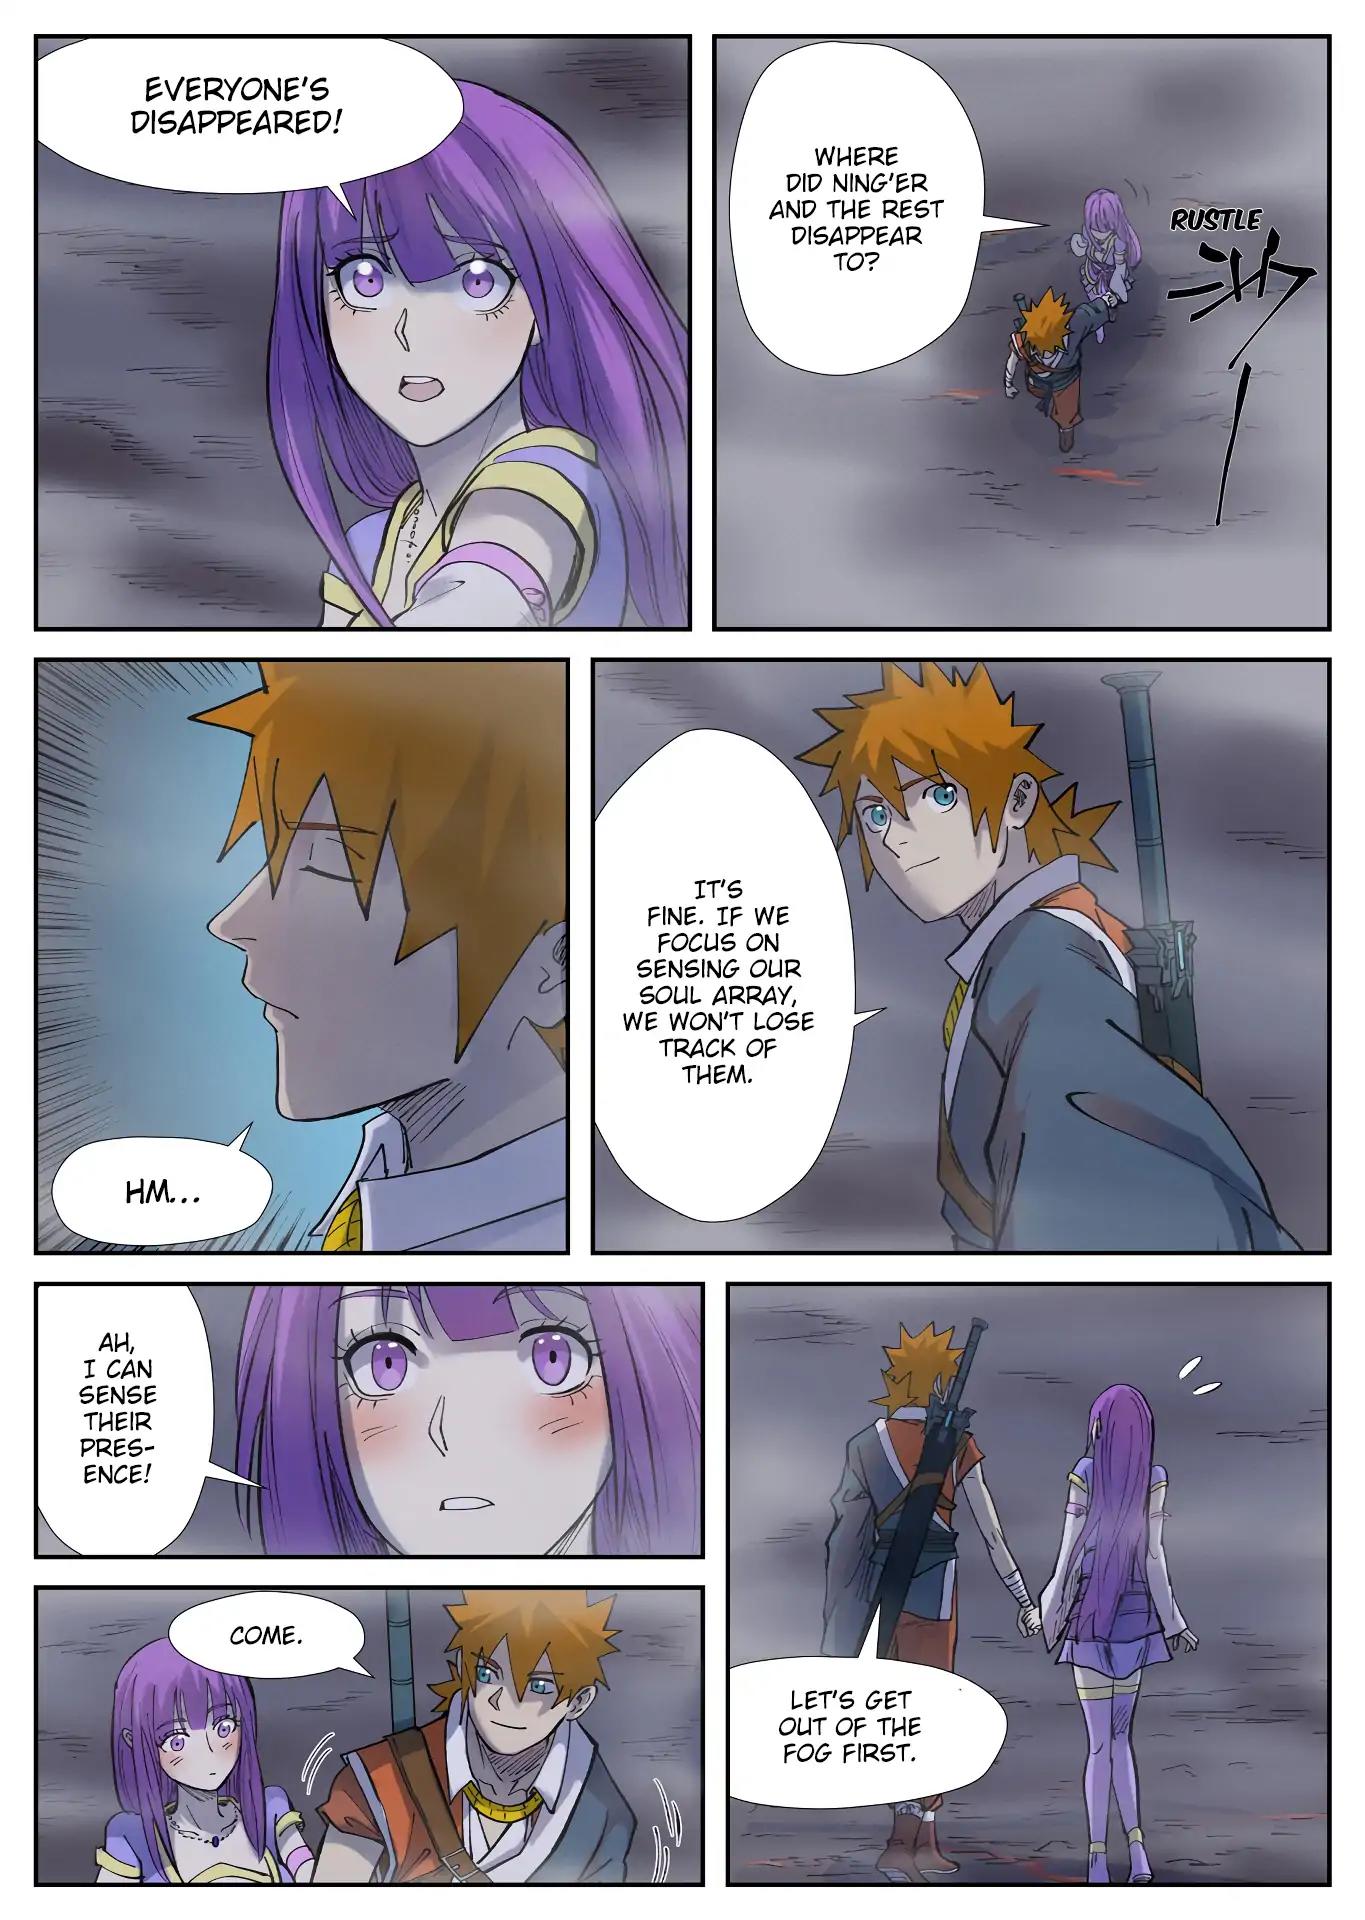 EVERYONE'S
DISAPPEARED!
WHERE
DID NING'ER
AND THE REST
DISAPPEAR
TO?
RUSTLE
HM...
IT'S
FINE. IF WE
FOCUS ON
SENSING OUR
SOUL ARRAY,
WE WON'T LOSE
TRACK OF
THEM.
AH,
I CAN
SENSE
THEIR
PRES-
ENCE!
COME.
LET'S GET
OUT OF THE
FOG FIRST.